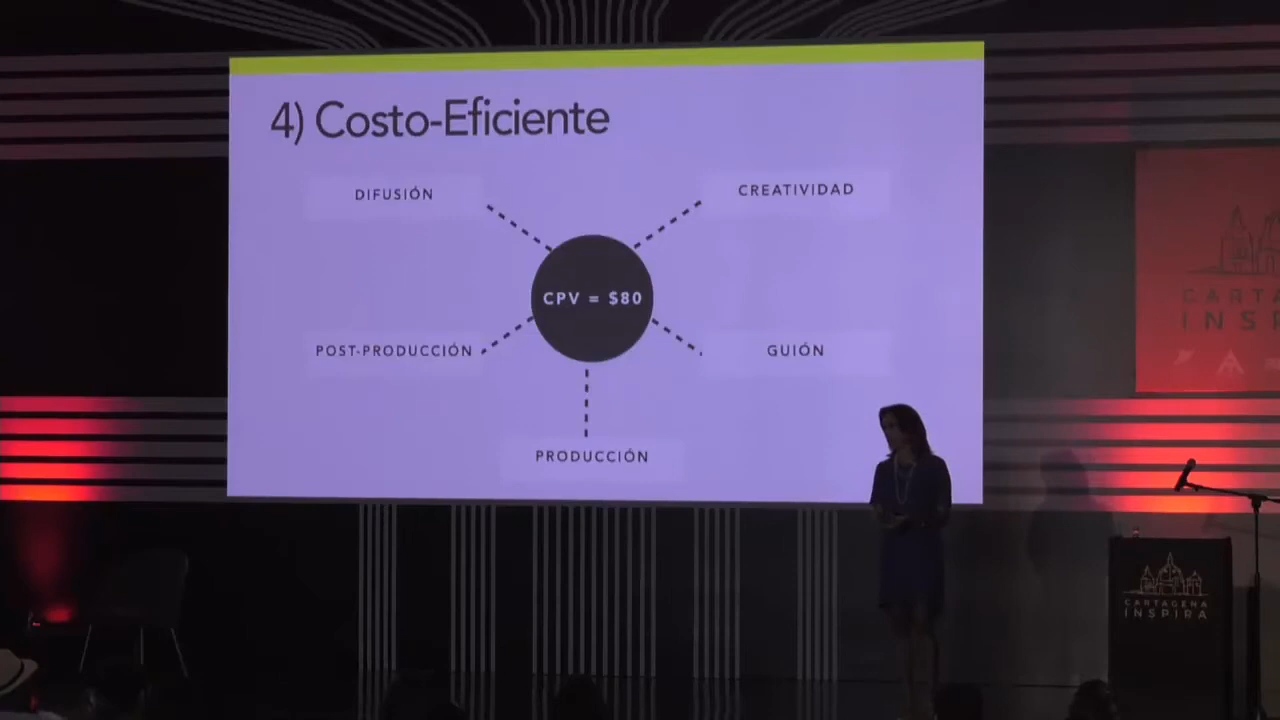 4) Costo-Eficiente
DIFUSIÓN
CREATIVIDAD
CPV = $80
POST-PRODUCCIÓN
GUIÓN
PRODUCCIÓN
CARTAGENA
INSPIRA